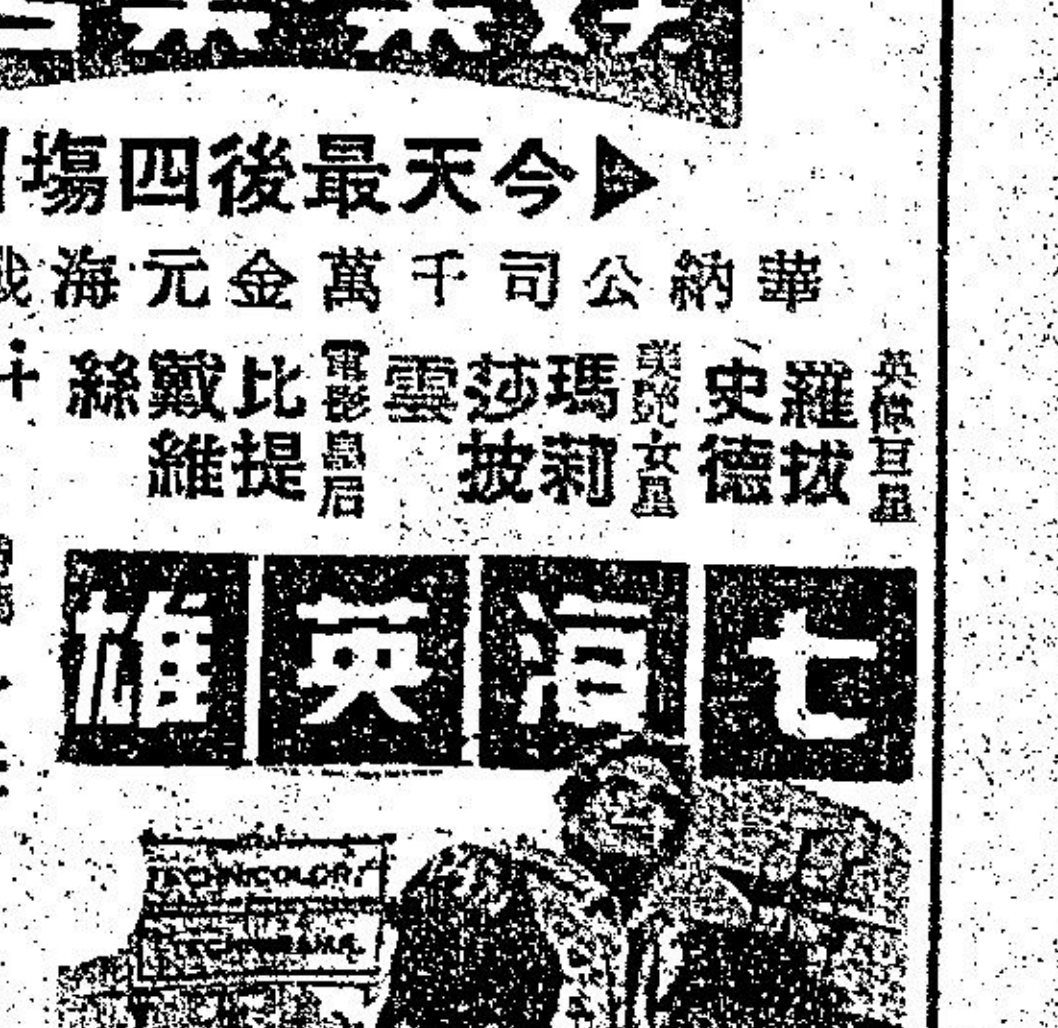 今天最後四塲
華納公司千萬金元海
英俊巨星
羅拔史德
美艷女星
瑪莉莎披雲
電影皇后
比提戴維絲
七海英雄
TECHNICOLOR®
TECHNIRAMA